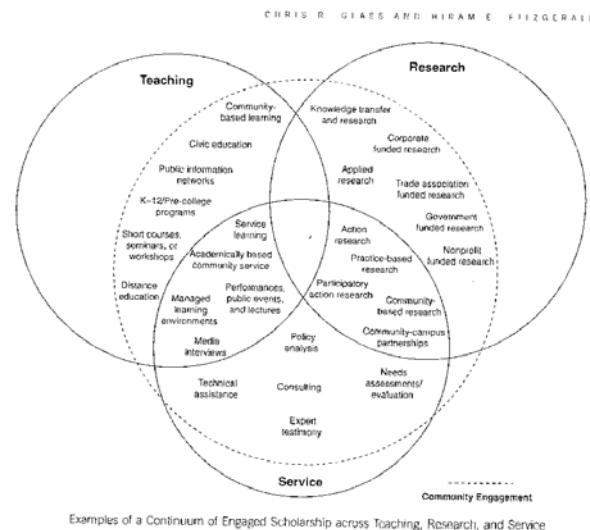 CHRIS R. GLASS AND HIRAM E. FITZGERALD
Teaching
Research
Community-
based learning
Knowledge transfer
and research
Civic education
Corporate
funded research
Public information
networks
Applied
research
Trade association
funded research
K–12/Pre-college
programs
Government
funded research
Short courses,
seminars, or
workshops
Service
learning
Action
research
Nonprofit
funded research
Academically based
community service
Practice-based
research
Distance
education
Managed
learning
environments
Performances,
public events,
and lectures
Participatory
action research
Community-
based research
Media
interviews
Policy
analysis
Community-campus
partnerships
Technical
assistance
Consulting
Needs
assessments/
evaluation
Expert
testimony
Service
Community Engagement
Examples of a Continuum of Engaged Scholarship across Teaching, Research, and Service